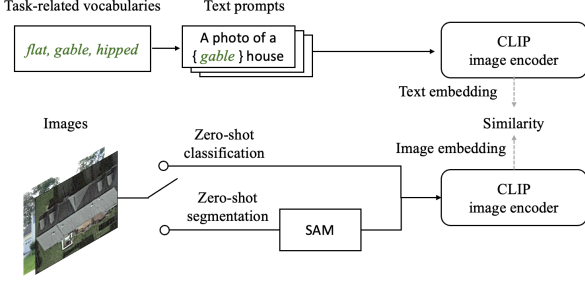 Task-related vocabularies
Text prompts
flat, gable, hipped
A photo of a
{ gable } house
CLIP
image encoder
Text embedding
Images
Similarity
Zero-shot
classification
Image embedding
Zero-shot
segmentation
CLIP
image encoder
SAM